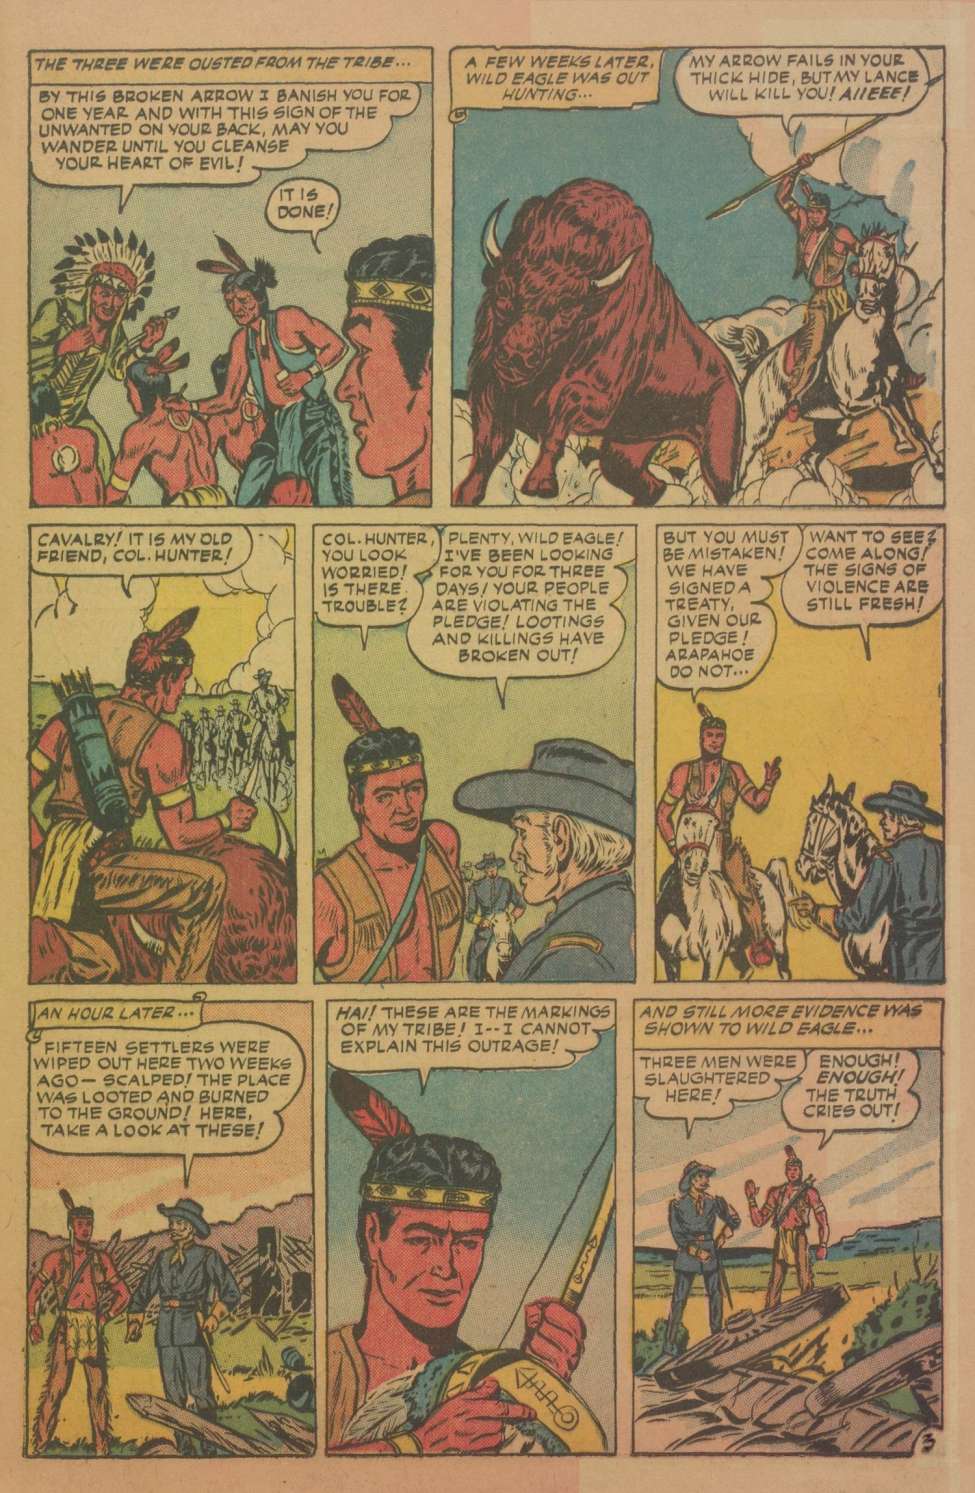 THE THREE WERE OUSTED FROM THE TRIBE...
BY THIS BROKEN ARROW I BANISH YOU FOR
ONE YEAR AND WITH THIS SIGN OF THE
UNWANTED ON YOUR BACK, MAY YOU
WANDER UNTIL YOU CLEANSE
YOUR HEART OF EVIL!
IT IS
DONE!
A FEW WEEKS LATER,
WILD EAGLE WAS OUT
HUNTING...
MY ARROW FAILS IN YOUR
THICK HIDE, BUT MY LANCE
WILL KILL YOU! AIIEEE!
CAVALRY! IT IS MY OLD
FRIEND, COL. HUNTER!
COL. HUNTER,
YOU LOOK
WORRIED!
IS THERE
TROUBLE?
PLENTY, WILD EAGLE!
I'VE BEEN LOOKING
FOR YOU FOR THREE
DAYS! YOUR PEOPLE
ARE VIOLATING THE
PLEDGE! LOOTINGS
AND KILLINGS HAVE
BROKEN OUT!
BUT YOU MUST
BE MISTAKEN!
WE HAVE
SIGNED A
TREATY,
GIVEN OUR
PLEDGE!
ARAPAHOE
DO NOT...
WANT TO SEE?
COME ALONG!
THE SIGNS OF
VIOLENCE ARE
STILL FRESH!
AN HOUR LATER...
FIFTEEN SETTLERS WERE
WIPED OUT HERE TWO WEEKS
AGO — SCALPED! THE PLACE
WAS LOOTED AND BURNED
TO THE GROUND! HERE,
TAKE A LOOK AT THESE!
HAI! THESE ARE THE MARKINGS
OF MY TRIBE! I--I CANNOT
EXPLAIN THIS OUTRAGE!
AND STILL MORE EVIDENCE WAS
SHOWN TO WILD EAGLE...
THREE MEN WERE
SLAUGHTERED
HERE!
ENOUGH!
ENOUGH!
THE TRUTH
CRIES OUT!
3